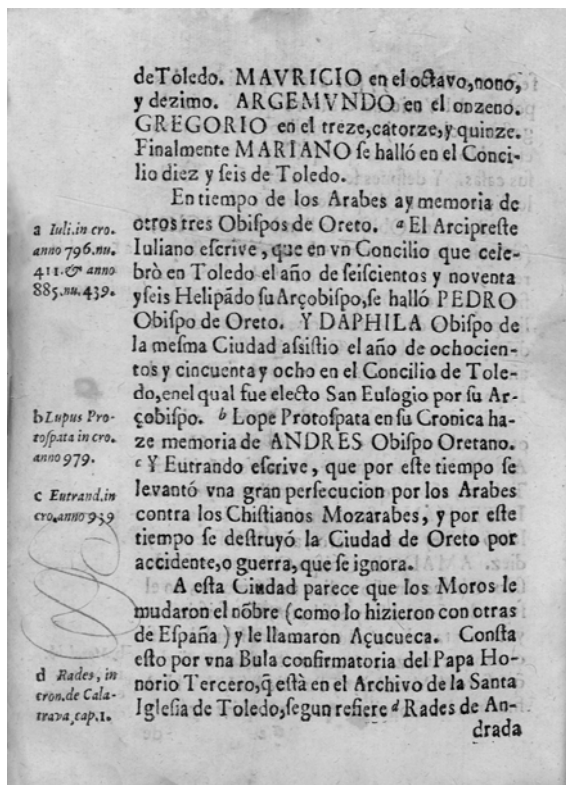 de Toledo. MAVRICIO en el octavo, nono,
y dezimo. ARGEMVNDO en el onzeno.
GREGORIO en el treze, catorze, y quinze.
Finalmente MARIANO ſe halló en el Conci-
lio diez y ſeis de Toledo.
En tiempo de los Arabes ay memoria de
otros tres Obiſpos de Oreto. a El Arcipreſte
Iuliano eſcrive, que en vn Concilio que cele-
brò en Toledo el año de ſeiſcientos y noventa
y ſeis Helipãdo ſu Arçobiſpo, ſe halló PEDRO
Obiſpo de Oreto. Y DAPHILA Obiſpo de
la meſma Ciudad aſsiſtio el año de ochocien-
tos y cincuenta y ocho en el Concilio de Tole-
do, en el qual fue electo San Eulogio por ſu Ar-
çobiſpo. b Lope Protoſpata en ſu Cronica ha-
ze memoria de ANDRES Obiſpo Oretano.
c Y Eutrando eſcrive, que por eſte tiempo ſe
levantó vna gran perſecucion por los Arabes
contra los Chiſtianos Mozarabes, y por eſte
tiempo ſe deſtruyó la Ciudad de Oreto por
accidente, o guerra, que ſe ignora.
A eſta Ciudad parece que los Moros le
mudaron el nõbre (como lo hizieron con otras
de Eſpaña) y le llamaron Açucueca. Conſta
eſto por vna Bula confirmatoria del Papa Ho-
norio Tercero, q̃ eſtà en el Archivo de la Santa
Igleſia de Toledo, ſegun refiere d Rades de An-
drada
a Iuli. in cro.
anno 796. nu.
411. & anno
885. nu. 439.
b Lupus Pro-
toſpata in cro.
anno 979.
c Eutrand. in
cro. anno 939
d Rades, in
cron. de Cala-
trava, cap. 1.